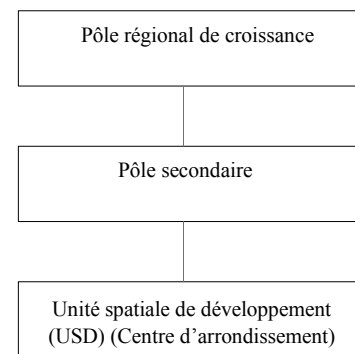 Pôle régional de croissance
Pôle secondaire
Unité spatiale de développement
(USD) (Centre d’arrondissement)